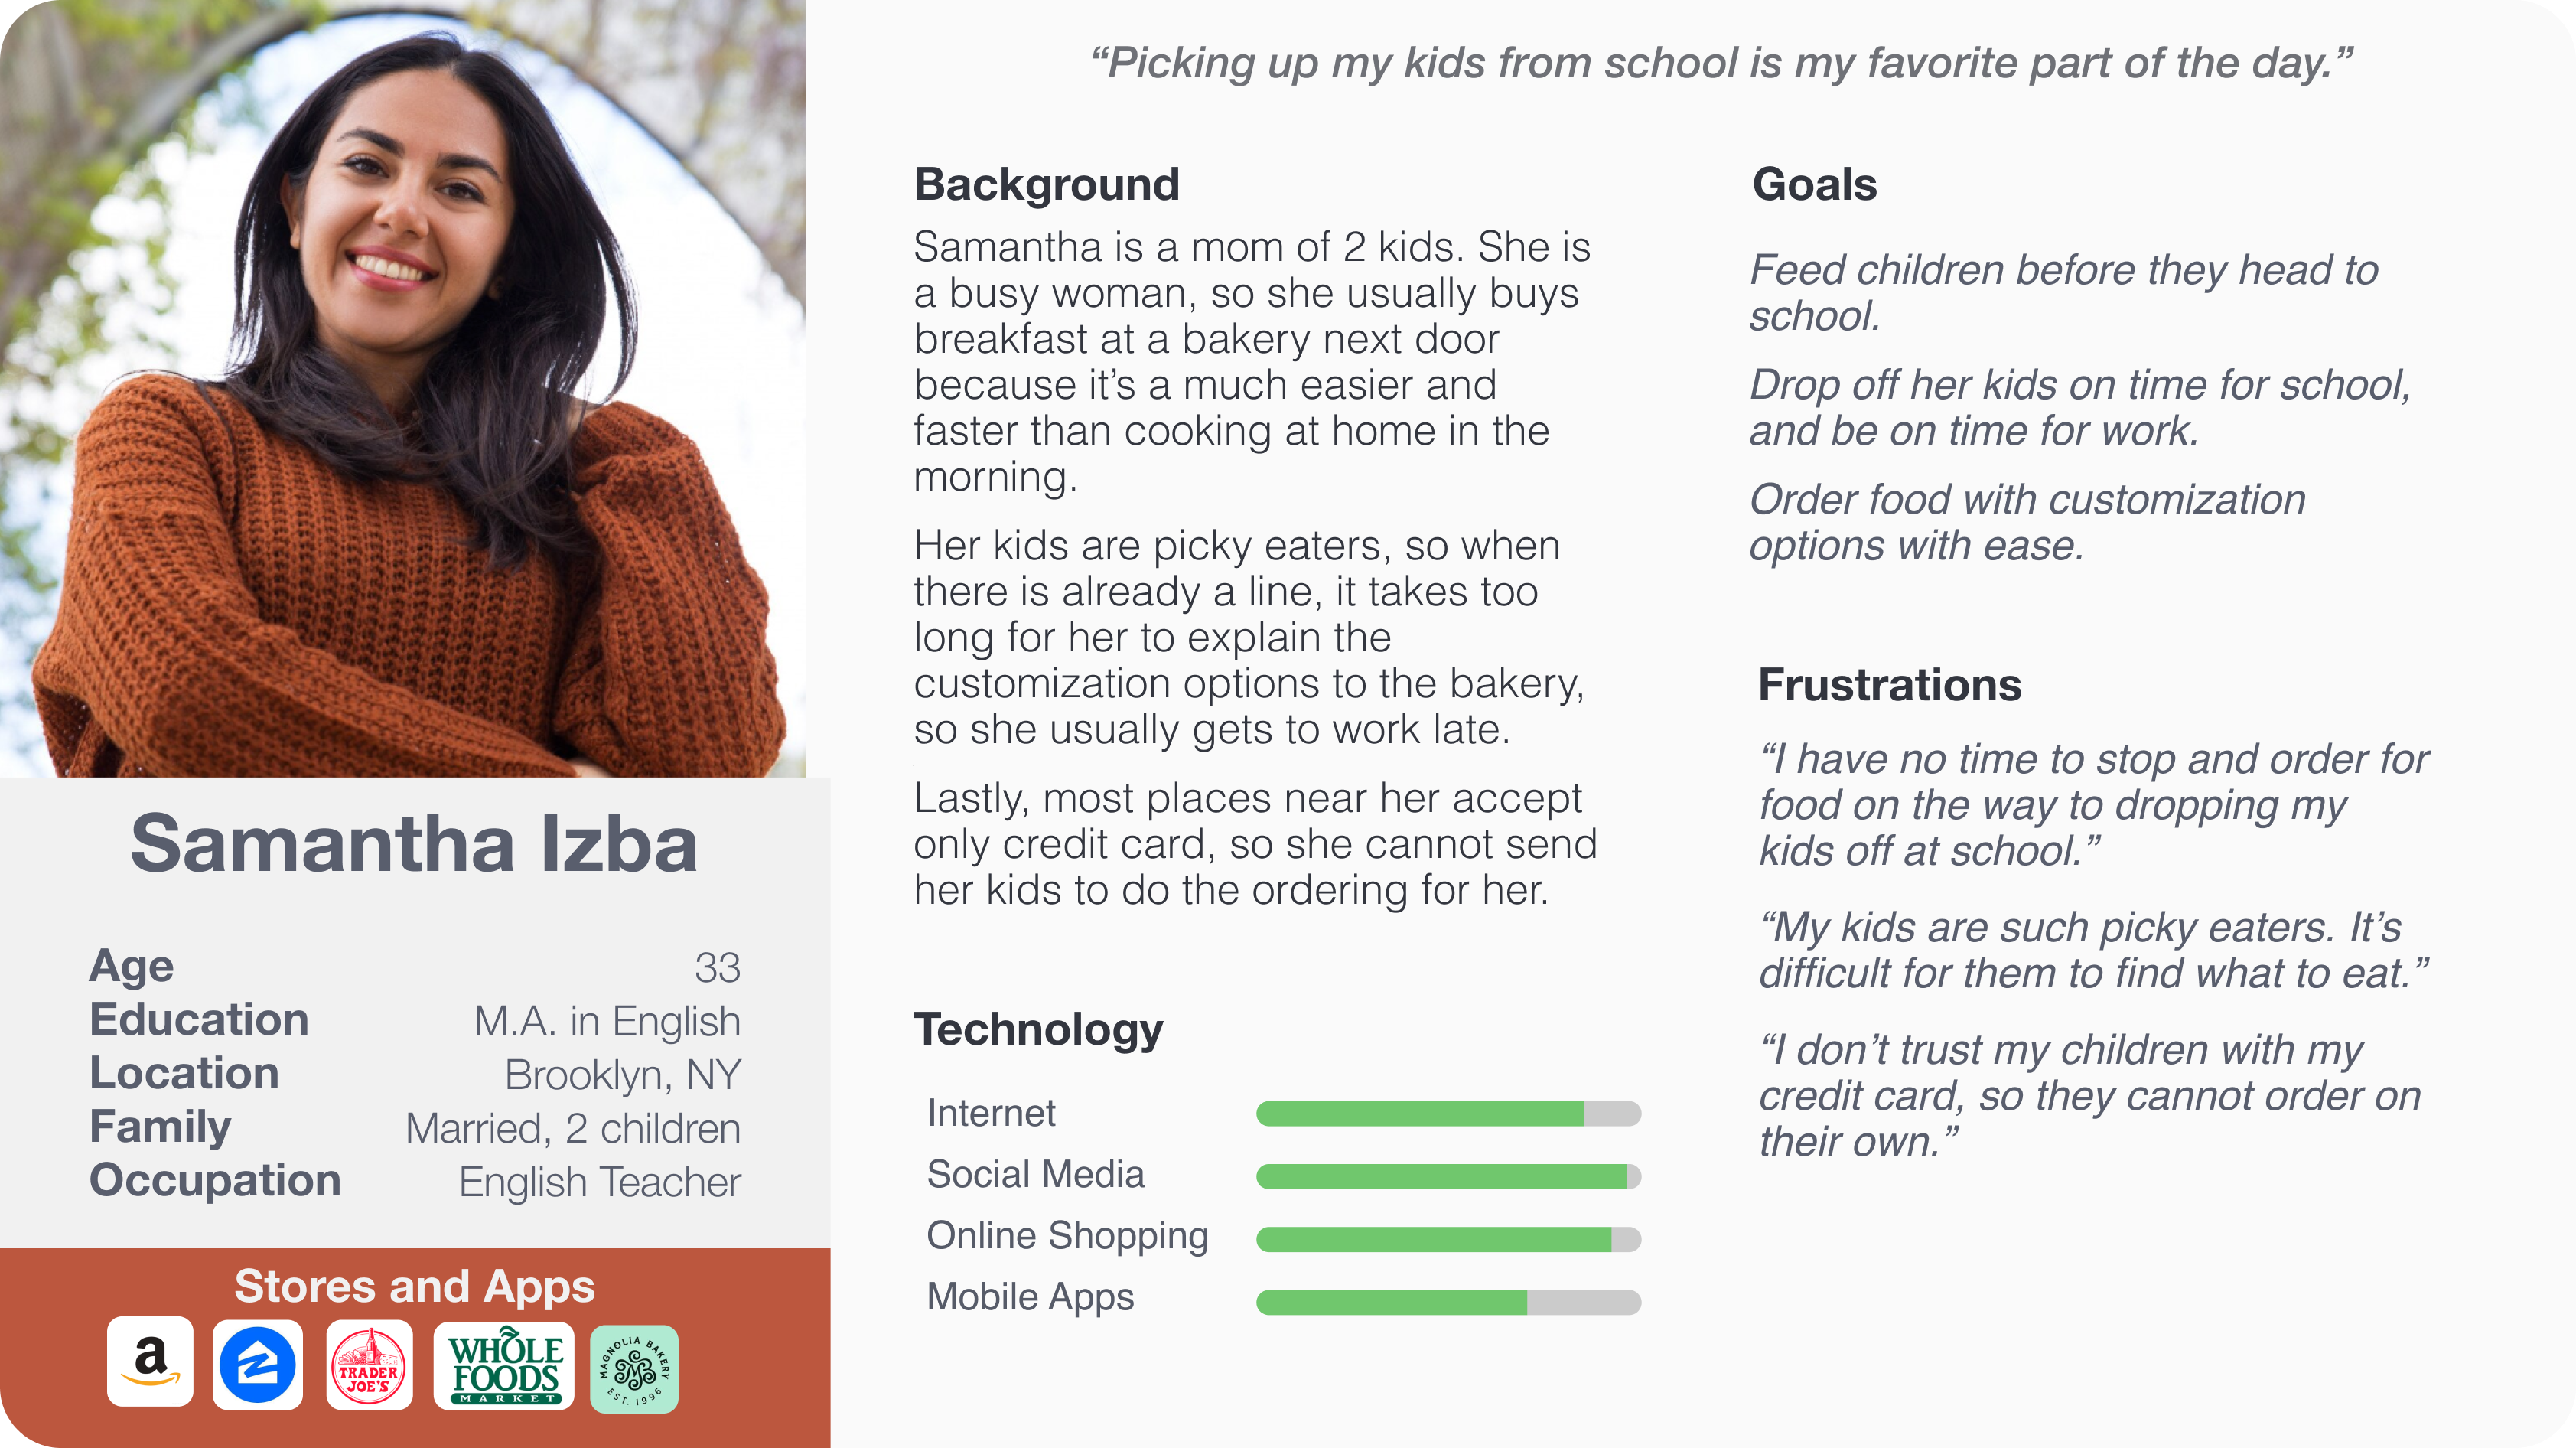 “Picking up my kids from school is my favorite part of the day.”
Samantha Izba
Age 33
Education M.A. in English
Location Brooklyn, NY
Family Married, 2 children
Occupation English Teacher
Stores and Apps
a
Z
TRADER
JOE'S
WHOLE
FOODS
MARKET
MAGNOLIA BAKERY
EST. 1996
Background
Samantha is a mom of 2 kids. She is
a busy woman, so she usually buys
breakfast at a bakery next door
because it’s a much easier and
faster than cooking at home in the
morning.
Her kids are picky eaters, so when
there is already a line, it takes too
long for her to explain the
customization options to the bakery,
so she usually gets to work late.
Lastly, most places near her accept
only credit card, so she cannot send
her kids to do the ordering for her.
Technology
Internet
Social Media
Online Shopping
Mobile Apps
Goals
Feed children before they head to
school.
Drop off her kids on time for school,
and be on time for work.
Order food with customization
options with ease.
Frustrations
“I have no time to stop and order for
food on the way to dropping my
kids off at school.”
“My kids are such picky eaters. It’s
difficult for them to find what to eat.”
“I don’t trust my children with my
credit card, so they cannot order on
their own.”